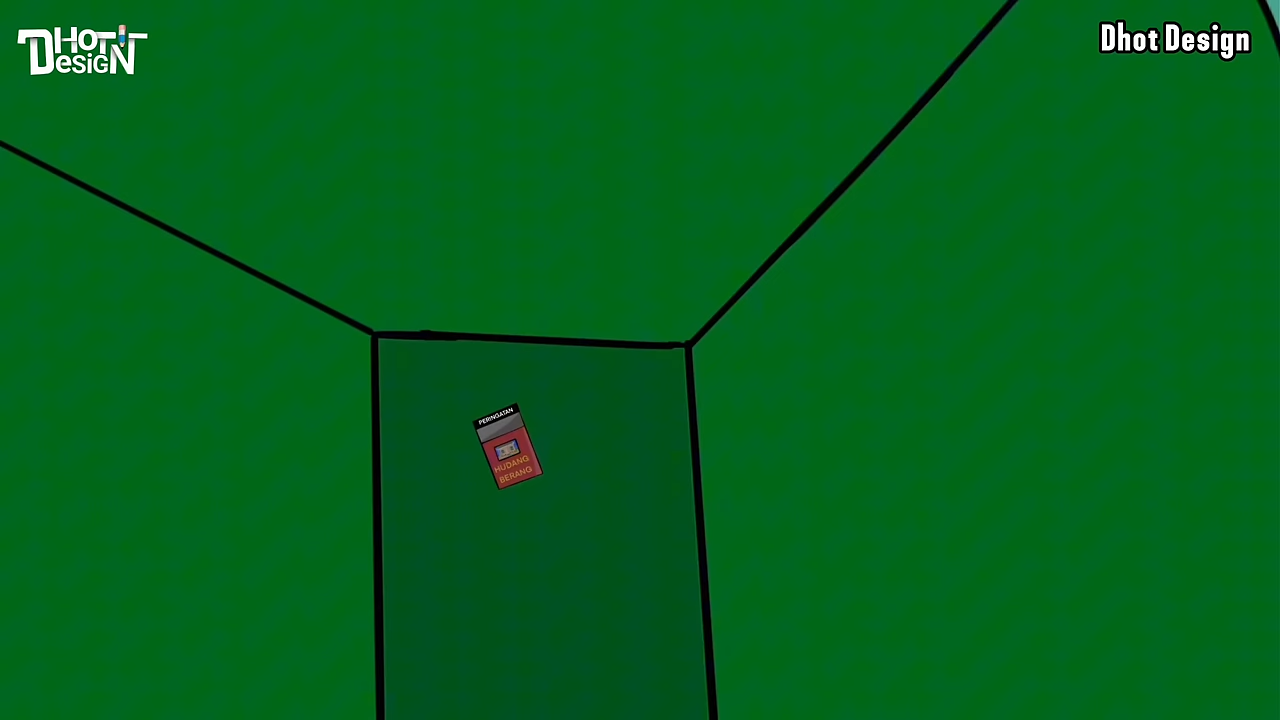 DHOT
DESIGN
Dhot Design
PERINGATAN
HUDANG
BERANG